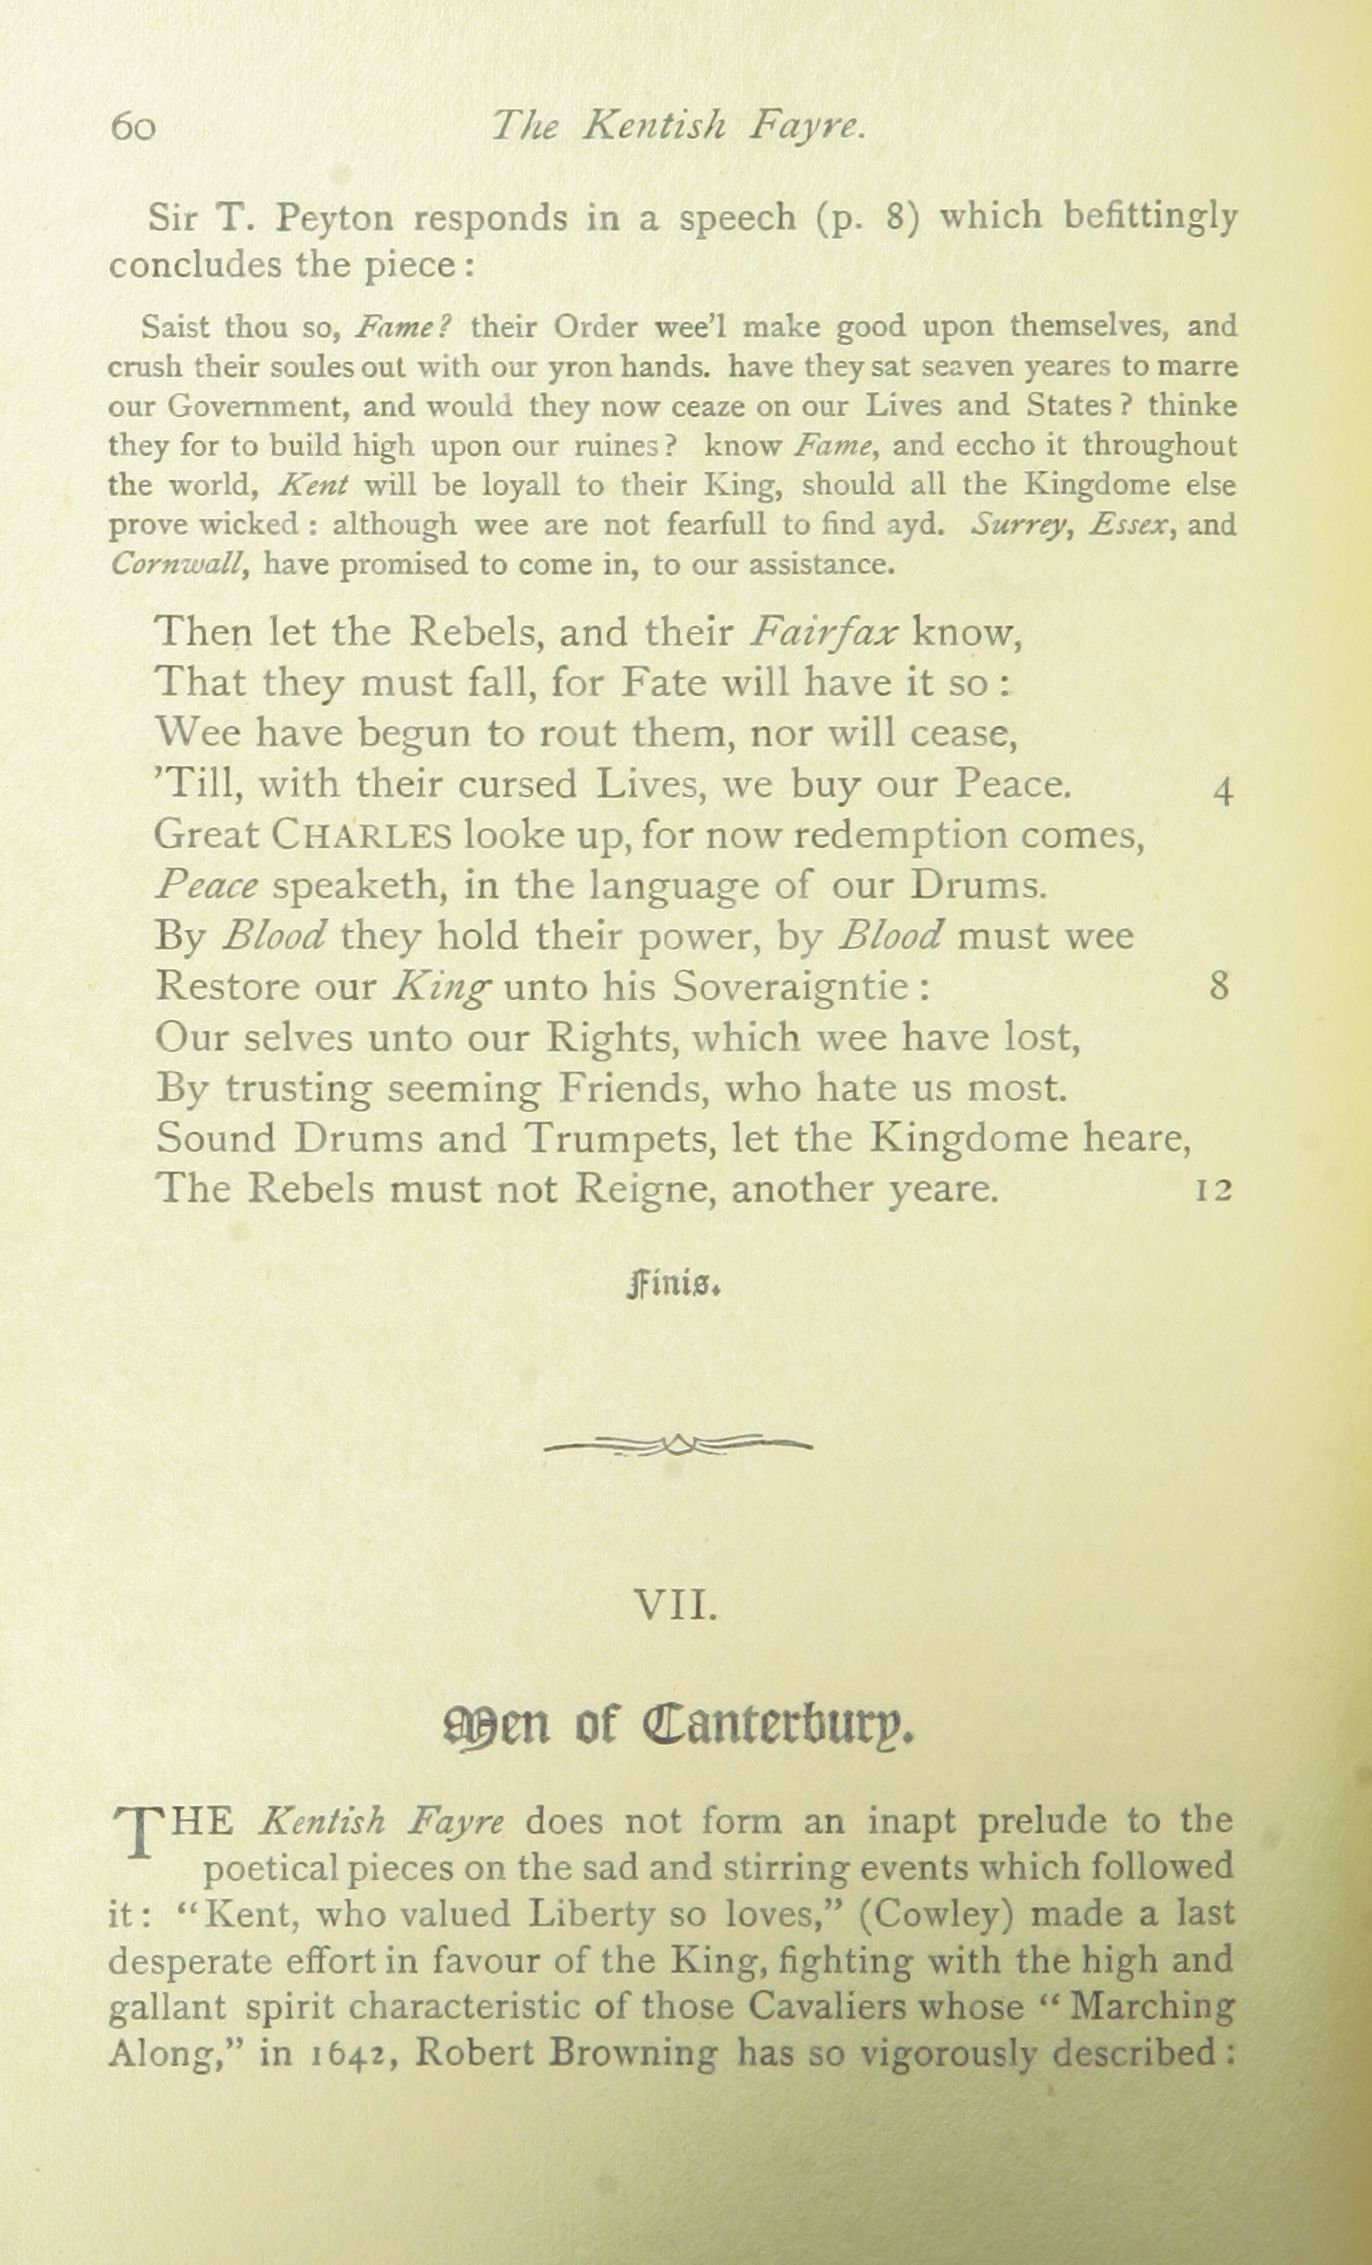 60 The Kentish Fayre.
Sir T. Peyton responds in a speech (p. 8) which befittingly
concludes the piece :
Saist thou so, Fame? their Order wee'l make good upon themselves, and
crush their soules out with our yron hands. have they sat seaven yeares to marre
our Government, and would they now ceaze on our Lives and States ? thinke
they for to build high upon our ruines ? know Fame, and eccho it throughout
the world, Kent will be loyall to their King, should all the Kingdome else
prove wicked : although wee are not fearfull to find ayd. Surrey, Essex, and
Cornwall, have promised to come in, to our assistance.
Then let the Rebels, and their Fairfax know,
That they must fall, for Fate will have it so :
Wee have begun to rout them, nor will cease,
'Till, with their cursed Lives, we buy our Peace. 4
Great CHARLES looke up, for now redemption comes,
Peace speaketh, in the language of our Drums.
By Blood they hold their power, by Blood must wee
Restore our King unto his Soveraigntie : 8
Our selves unto our Rights, which wee have lost,
By trusting seeming Friends, who hate us most.
Sound Drums and Trumpets, let the Kingdome heare,
The Rebels must not Reigne, another yeare. 12
Finis.
VII.
Men of Canterbury.
THE Kentish Fayre does not form an inapt prelude to the
poetical pieces on the sad and stirring events which followed
it : "Kent, who valued Liberty so loves," (Cowley) made a last
desperate effort in favour of the King, fighting with the high and
gallant spirit characteristic of those Cavaliers whose "Marching
Along," in 1642, Robert Browning has so vigorously described :